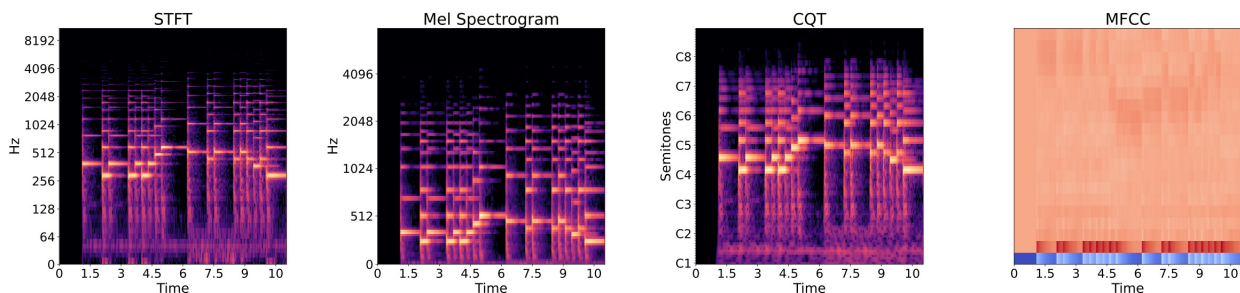 STFT
Hz
8192
4096
2048
1024
512
256
128
64
0
0 1.5 3 4.5 6 7.5 9 10
Time
Mel Spectrogram
Hz
4096
2048
1024
512
0
0 1.5 3 4.5 6 7.5 9 10
Time
CQT
Semitones
C8
C7
C6
C5
C4
C3
C2
C1
0 1.5 3 4.5 6 7.5 9 10
Time
MFCC
0 1.5 3 4.5 6 7.5 9 10
Time